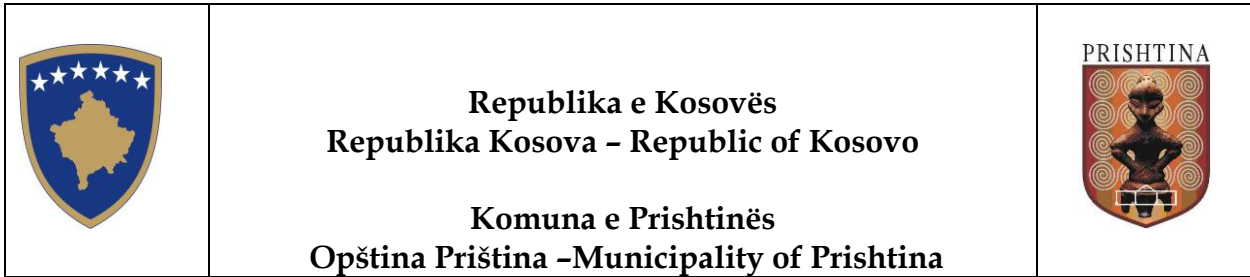 Republika e Kosovës
Republika Kosova – Republic of Kosovo
Komuna e Prishtinës
Opština Priština –Municipality of Prishtina
PRISHTINA